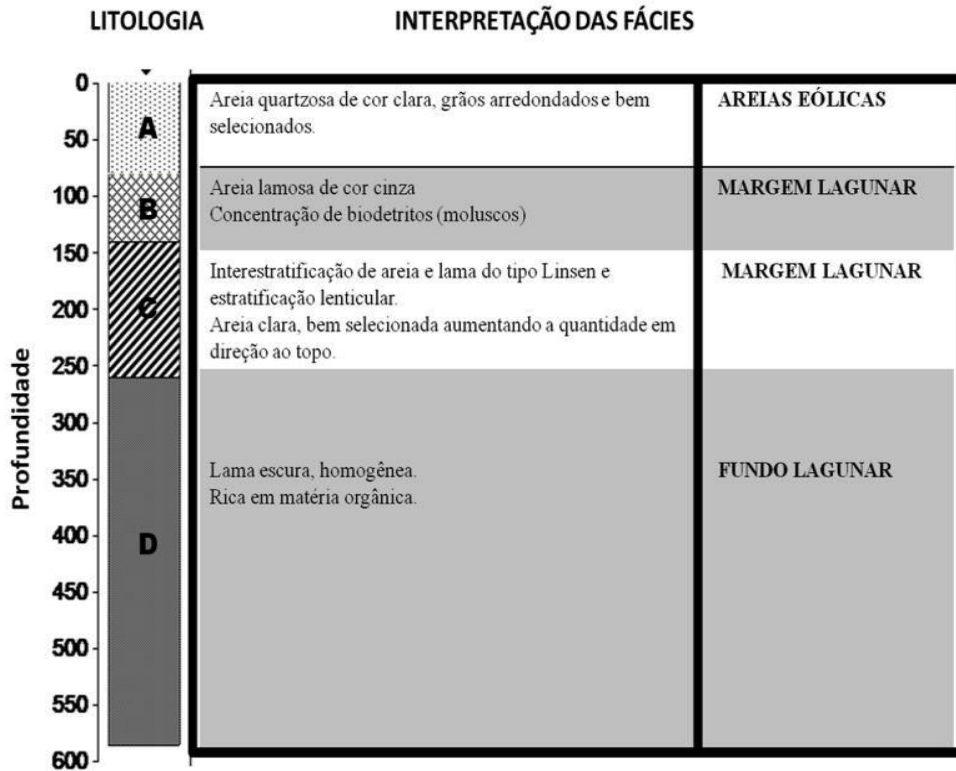 LITOLOGIA
INTERPRETAÇÃO DAS FÁCIES
Profundidade
0
50
100
150
200
250
300
350
400
450
500
550
600
A
B
C
D
Areia quartzosa de cor clara, grãos arredondados e bem
selecionados.
AREIAS EÓLICAS
Areia lamosa de cor cinza
Concentração de biodetritos (moluscos)
MARGEM LAGUNAR
Interestratificação de areia e lama do tipo Linsen e
estratificação lenticular.
Areia clara, bem selecionada aumentando a quantidade em
direção ao topo.
MARGEM LAGUNAR
Lama escura, homogênea.
Rica em matéria orgânica.
FUNDO LAGUNAR